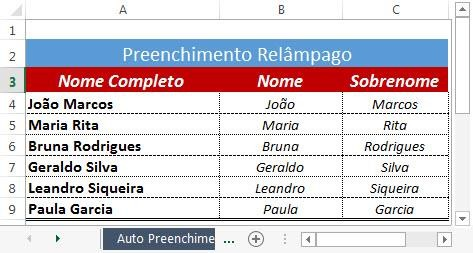 A B C
1
2 Preenchimento Relâmpago
3 Nome Completo Nome Sobrenome
4 João Marcos João Marcos
5 Maria Rita Maria Rita
6 Bruna Rodrigues Bruna Rodrigues
7 Geraldo Silva Geraldo Silva
8 Leandro Siqueira Leandro Siqueira
9 Paula Garcia Paula Garcia
Auto Preenchime ...